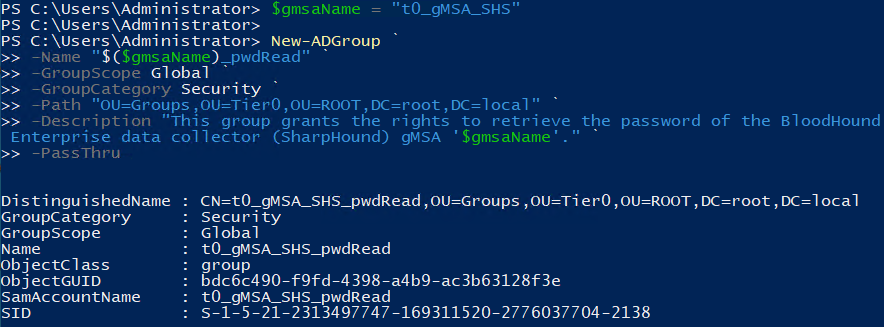 PS C:\Users\Administrator> $gmsaName = "t0_gMSA_SHS"
PS C:\Users\Administrator>
PS C:\Users\Administrator> New-ADGroup `
>> -Name "$($gmsaName)_pwdRead" `
>> -GroupScope Global `
>> -GroupCategory Security `
>> -Path "OU=Groups,OU=Tier0,OU=ROOT,DC=root,DC=local" `
>> -Description "This group grants the rights to retrieve the password of the BloodHound
 Enterprise data collector (SharpHound) gMSA '$gmsaName'." `
>> -PassThru
DistinguishedName : CN=t0_gMSA_SHS_pwdRead,OU=Groups,OU=Tier0,OU=ROOT,DC=root,DC=local
GroupCategory     : Security
GroupScope        : Global
Name              : t0_gMSA_SHS_pwdRead
ObjectClass       : group
ObjectGUID        : bdc6c490-f9fd-4398-a4b9-ac3b63128f3e
SamAccountName    : t0_gMSA_SHS_pwdRead
SID               : S-1-5-21-2313497747-169311520-2776037704-2138